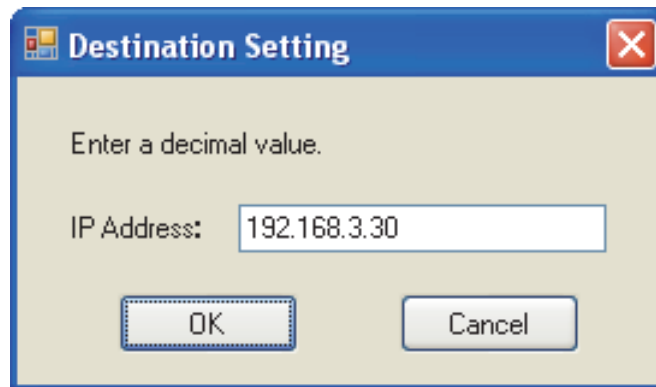 Destination Setting
Enter a decimal value.
IP Address: 192.168.3.30
OK Cancel